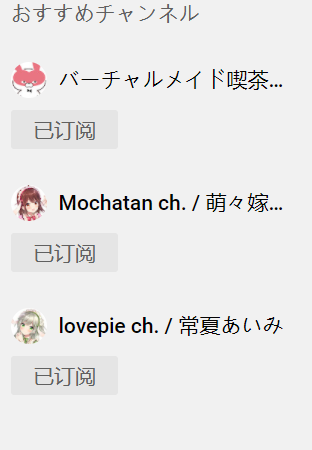 おすすめチャンネル
バーチャルメイド喫茶...
已订阅
Mochatan ch. / 萌々嫁...
已订阅
lovepie ch. / 常夏あいみ
已订阅